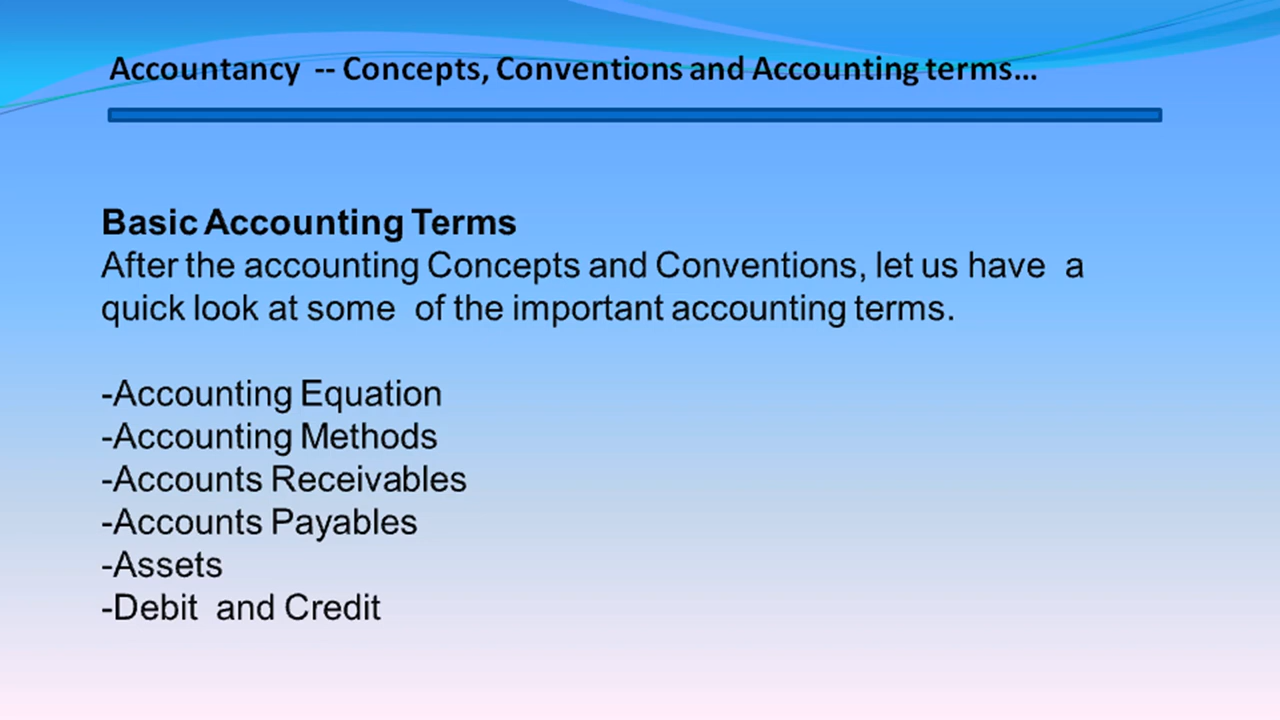 Accountancy -- Concepts, Conventions and Accounting terms...
Basic Accounting Terms
After the accounting Concepts and Conventions, let us have a
quick look at some of the important accounting terms.
-Accounting Equation
-Accounting Methods
-Accounts Receivables
-Accounts Payables
-Assets
-Debit and Credit